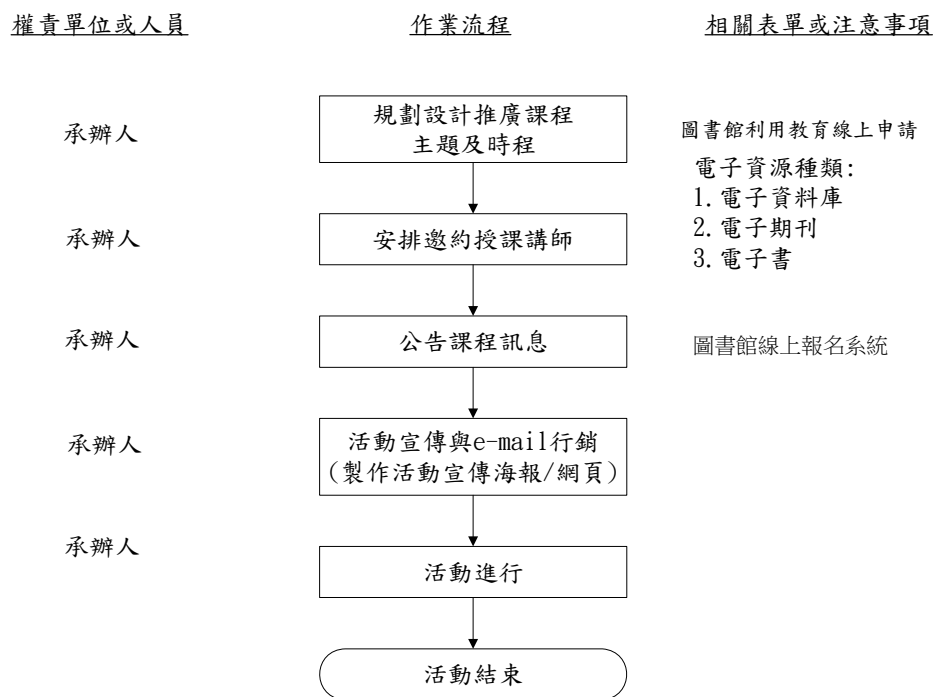 權責單位或人員
作業流程
相關表單或注意事項
承辦人
規劃設計推廣課程
主題及時程
圖書館利用教育線上申請
電子資源種類:
1.電子資料庫
2.電子期刊
3.電子書
承辦人
安排邀約授課講師
承辦人
公告課程訊息
圖書館線上報名系統
承辦人
活動宣傳與e-mail行銷
(製作活動宣傳海報/網頁)
承辦人
活動進行
活動結束